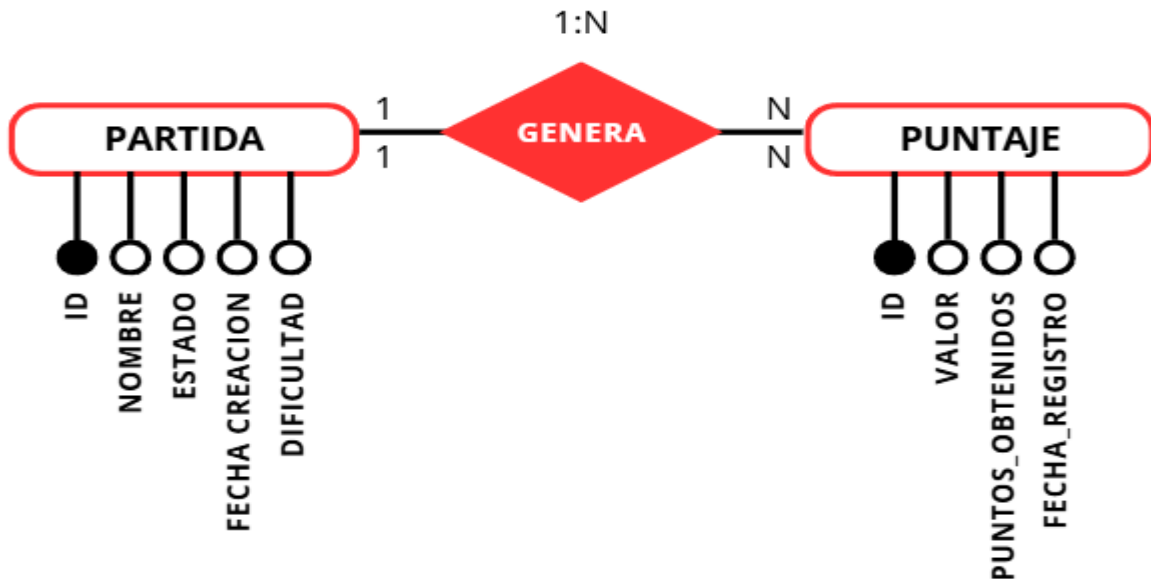 1:N
PARTIDA
1
1
GENERA
N
N
PUNTAJE
ID
NOMBRE
ESTADO
FECHA CREACION
DIFICULTAD
ID
VALOR
PUNTOS_OBTENIDOS
FECHA_REGISTRO